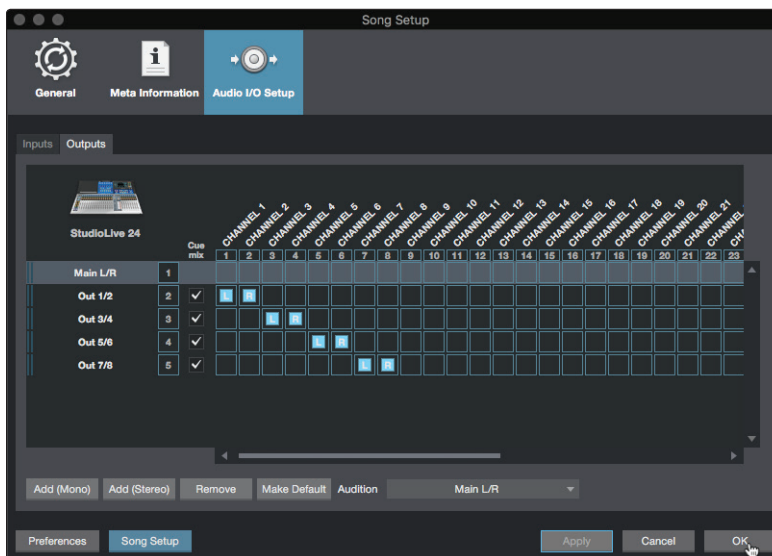 Song Setup
General
Meta Information
Audio I/O Setup
Inputs
Outputs
StudioLive 24
Cue mix
CHANNEL 1
CHANNEL 2
CHANNEL 3
CHANNEL 4
CHANNEL 5
CHANNEL 6
CHANNEL 7
CHANNEL 8
CHANNEL 9
CHANNEL 10
CHANNEL 11
CHANNEL 12
CHANNEL 13
CHANNEL 14
CHANNEL 15
CHANNEL 16
CHANNEL 17
CHANNEL 18
CHANNEL 19
CHANNEL 20
CHANNEL 21
1 2 3 4 5 6 7 8 9 10 11 12 13 14 15 16 17 18 19 20 21 22 23
Main L/R 1
Out 1/2 2 L R
Out 3/4 3 L R
Out 5/6 4 L R
Out 7/8 5 L R
Add (Mono)
Add (Stereo)
Remove
Make Default
Audition
Main L/R
Preferences
Song Setup
Apply
Cancel
OK